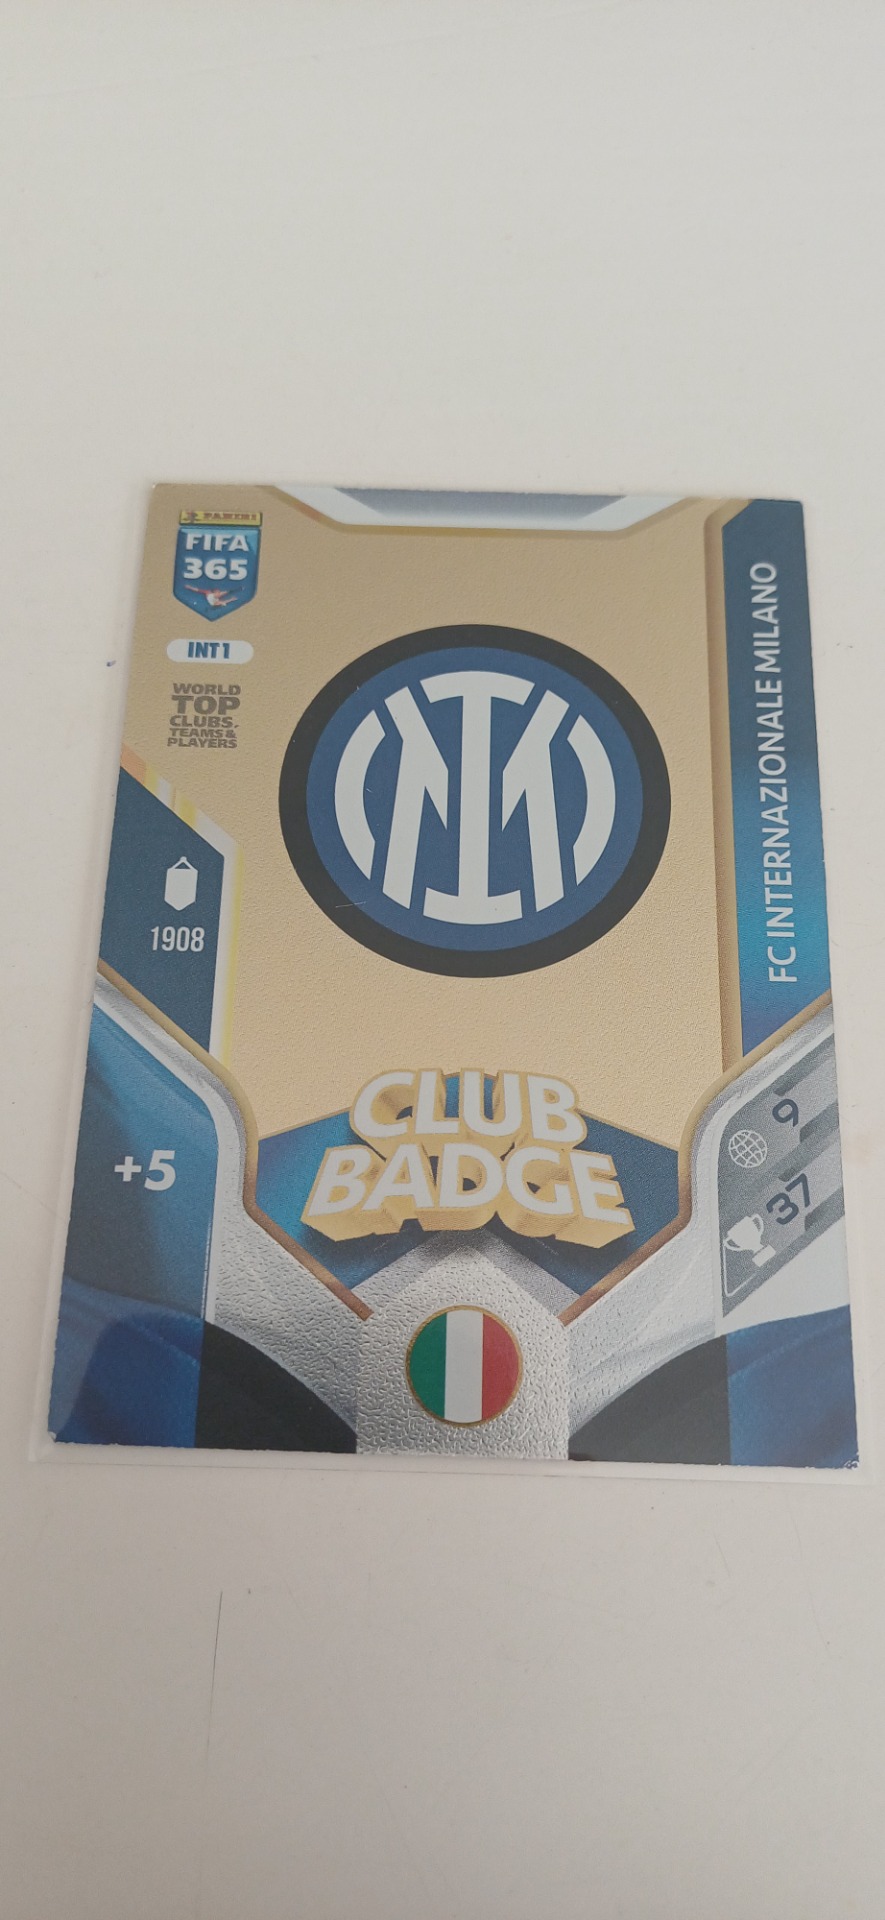 PANINI
FIFA
365
INT1
WORLD
TOP
CLUBS,
TEAMS &
PLAYERS
FC INTERNAZIONALE MILANO
1908
CLUB
BADGE
+5
9
37